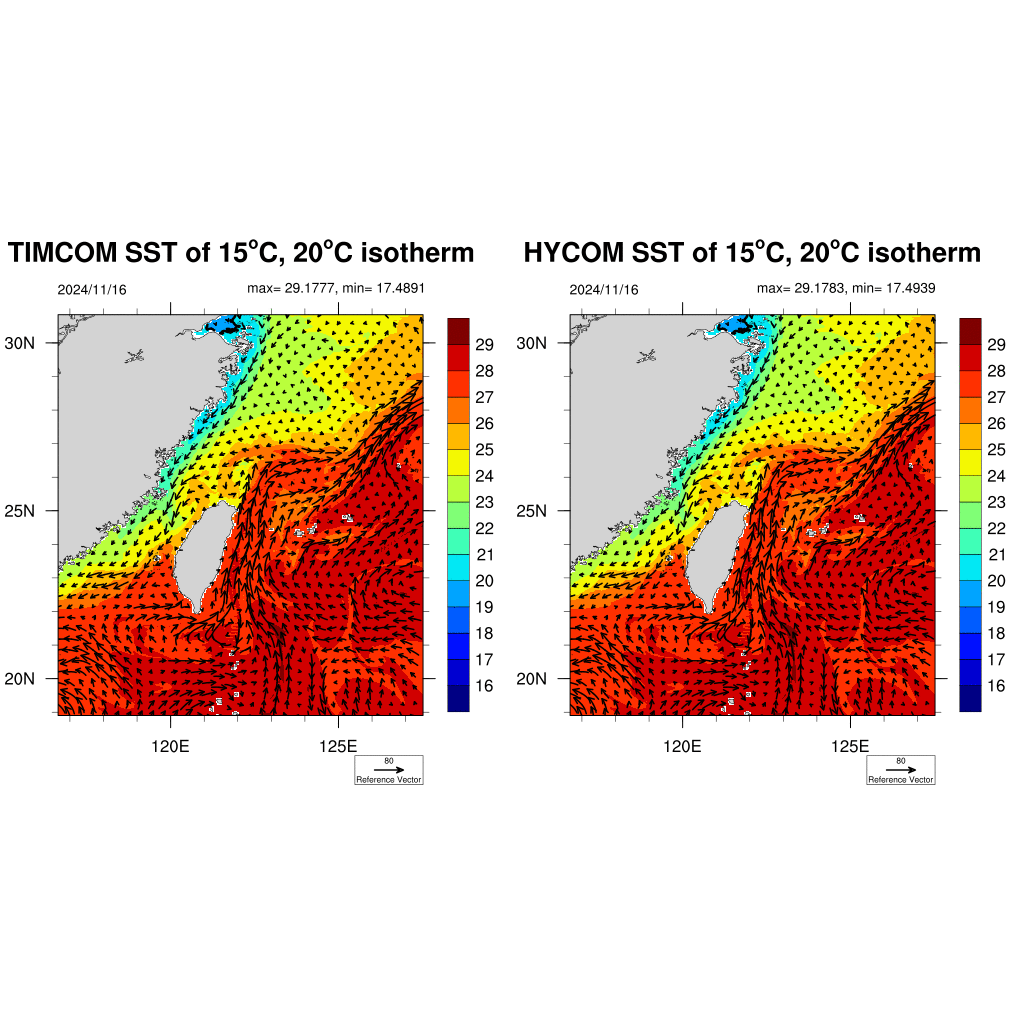 TIMCOM SST of 15°C, 20°C isotherm
2024/11/16 max= 29.1777, min= 17.4891
30N
25N
20N
120E 125E
29
28
27
26
25
24
23
22
21
20
19
18
17
16
80
Reference Vector
HYCOM SST of 15°C, 20°C isotherm
2024/11/16 max= 29.1783, min= 17.4939
30N
25N
20N
120E 125E
29
28
27
26
25
24
23
22
21
20
19
18
17
16
80
Reference Vector